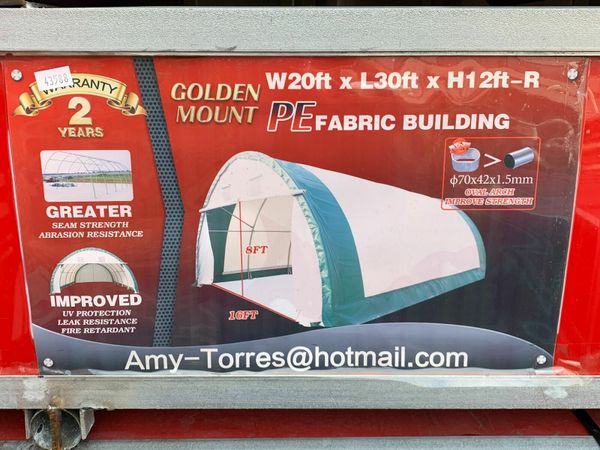 43588
WARRANTY
2
YEARS
GOLDEN
MOUNT
W20ft x L30ft x H12ft-R
PE FABRIC BUILDING
GREATER
SEAM STRENGTH
ABRASION RESISTANCE
IMPROVED
UV PROTECTION
LEAK RESISTANCE
FIRE RETARDANT
8FT
16FT
>
ϕ70x42x1.5mm
OVAL ARCH
IMPROVE STRENGTH
Amy-Torres@hotmail.com